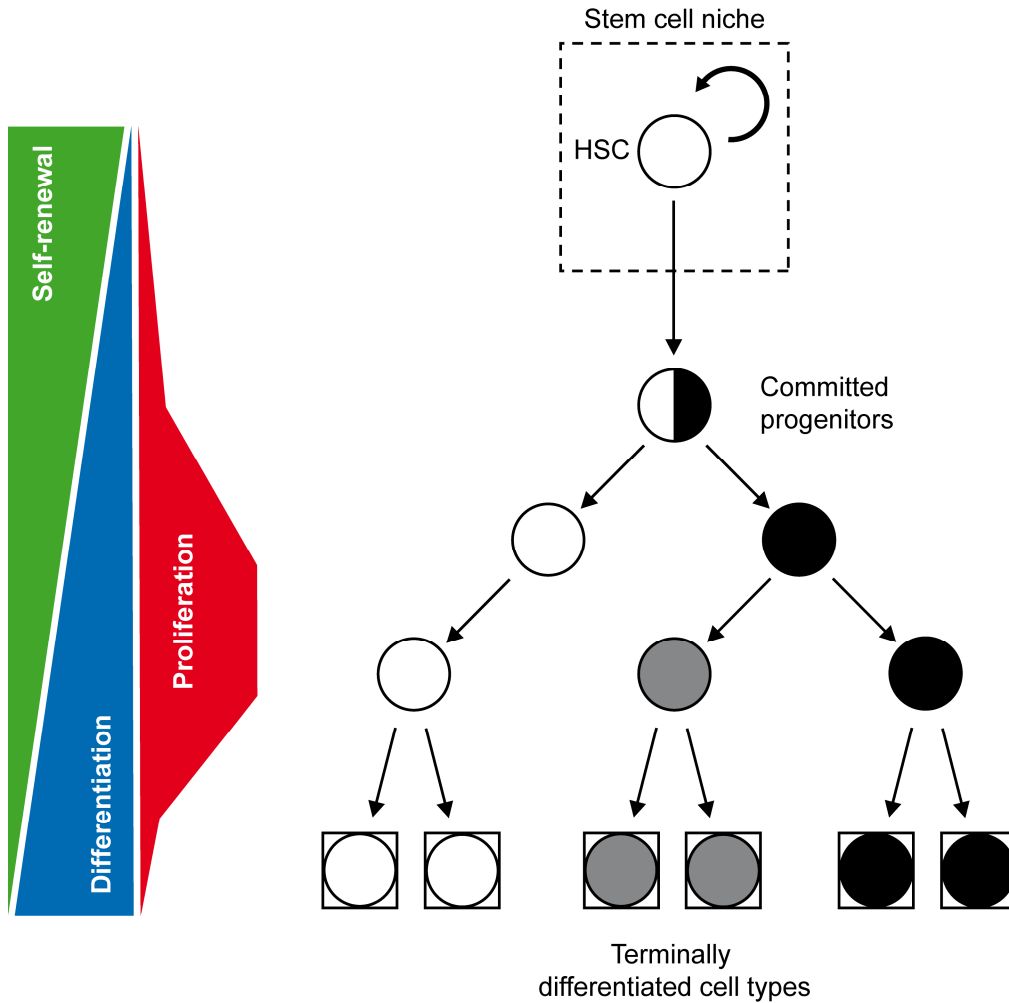 Stem cell niche
HSC
Self-renewal
Differentiation
Proliferation
Committed
progenitors
Terminally
differentiated cell types